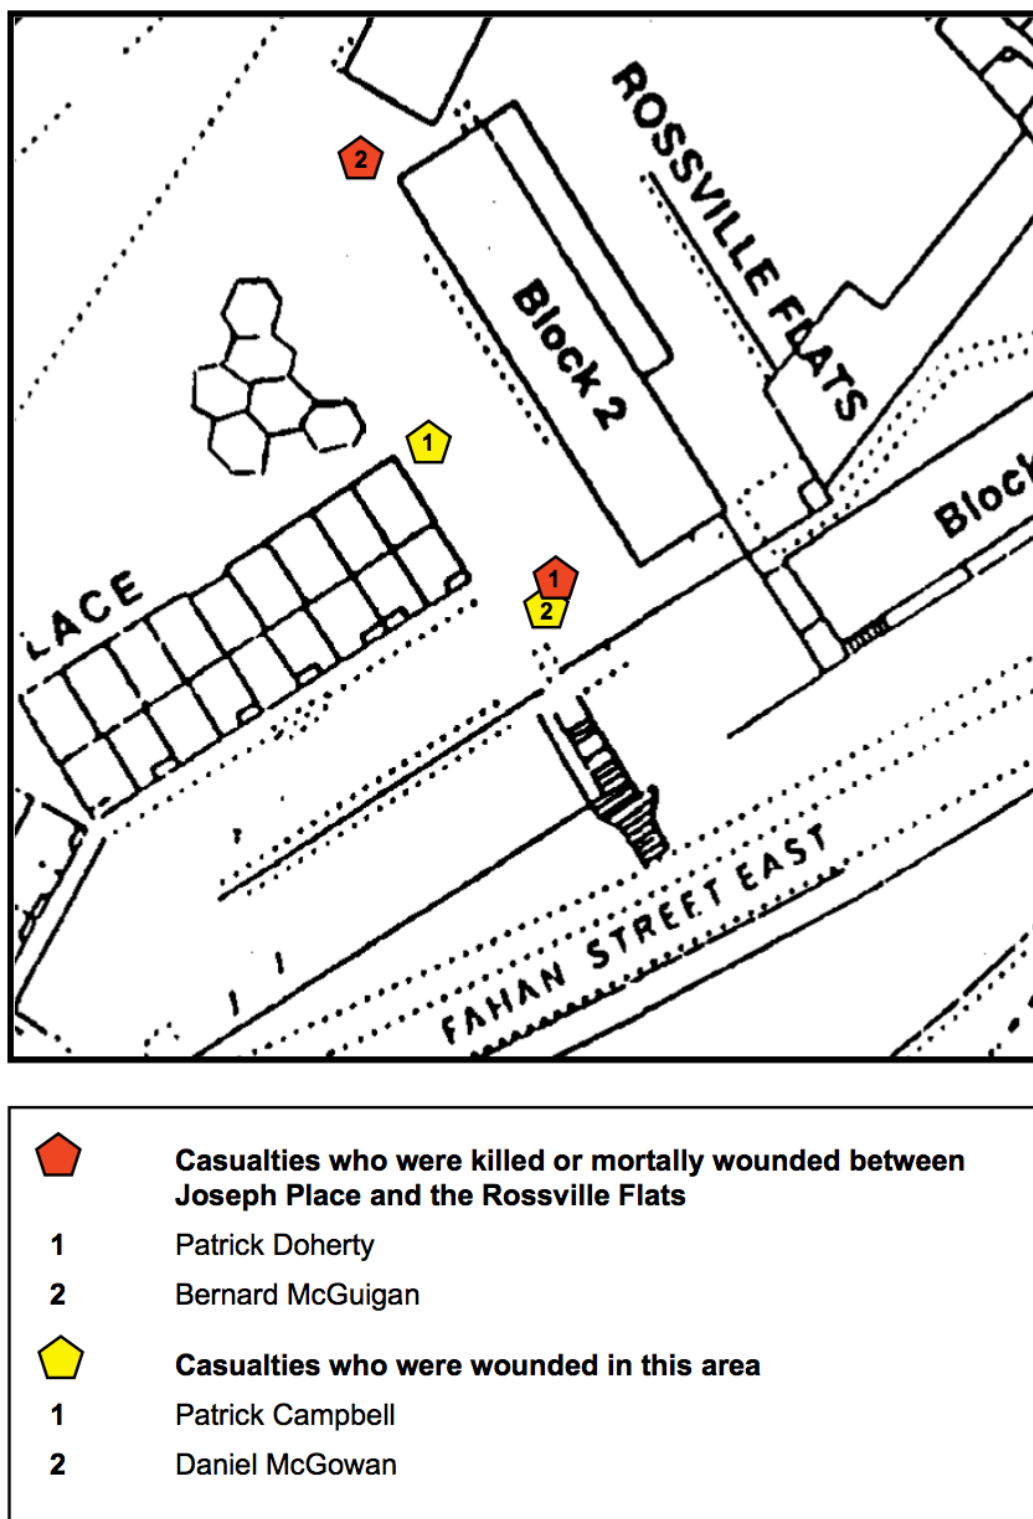 ROSSVILLE FLATS
2
Block 2
1
Block
LACE
1
2
FAHAN STREET EAST
Casualties who were killed or mortally wounded between
Joseph Place and the Rossville Flats
1 Patrick Doherty
2 Bernard McGuigan
Casualties who were wounded in this area
1 Patrick Campbell
2 Daniel McGowan